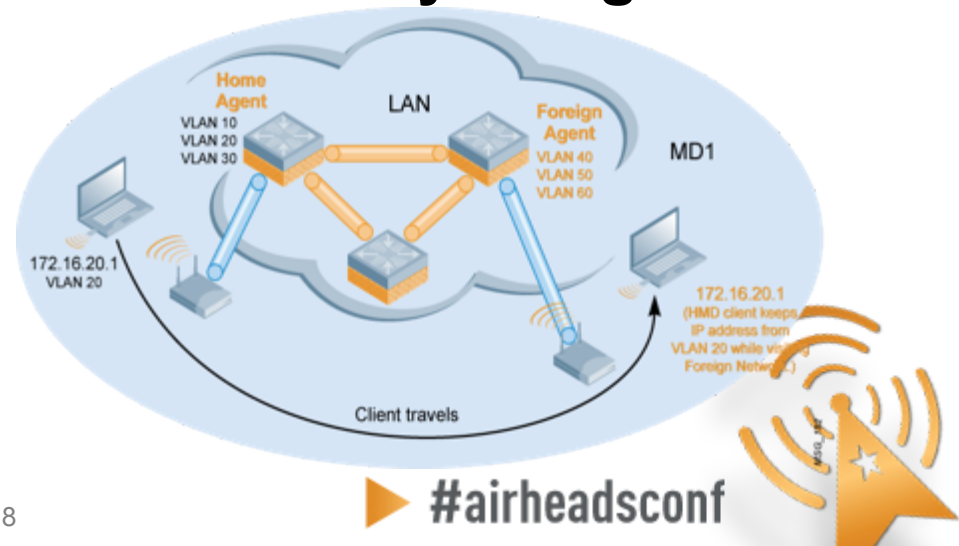 Home
Agent
VLAN 10
VLAN 20
VLAN 30
LAN
Foreign
Agent
VLAN 40
VLAN 50
VLAN 60
MD1
172.16.20.1
VLAN 20
172.16.20.1
(HMD client keeps
IP address from
VLAN 20 while
Foreign
Client travels
#airheadsconf
8